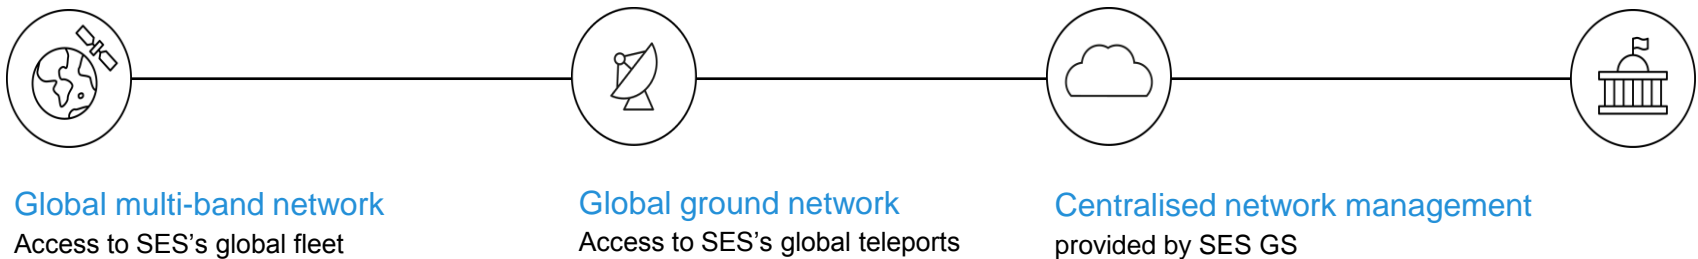 Global multi-band network
Access to SES's global fleet
Global ground network
Access to SES's global teleports
Centralised network management
provided by SES GS